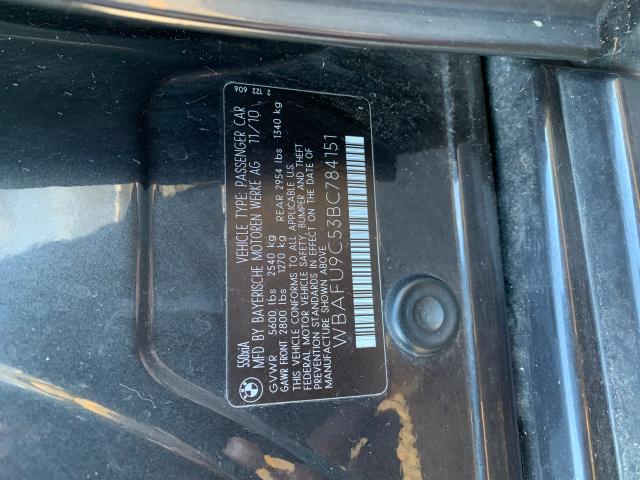 550xiA VEHICLE TYPE: PASSENGER CAR 2 122 606
MFD BY BAYERISCHE MOTOREN WERKE AG 11/10
GVWR 5600 lbs 2540 kg
GAWR FRONT 2800 lbs 1270 kg REAR 2954 lbs 1340 kg
THIS VEHICLE CONFORMS TO ALL APPLICABLE U.S.
FEDERAL MOTOR VEHICLE SAFETY, BUMPER AND THEFT
PREVENTION STANDARDS IN EFFECT ON THE DATE OF
MANUFACTURE SHOWN ABOVE.
WBAFU9C53BC784151